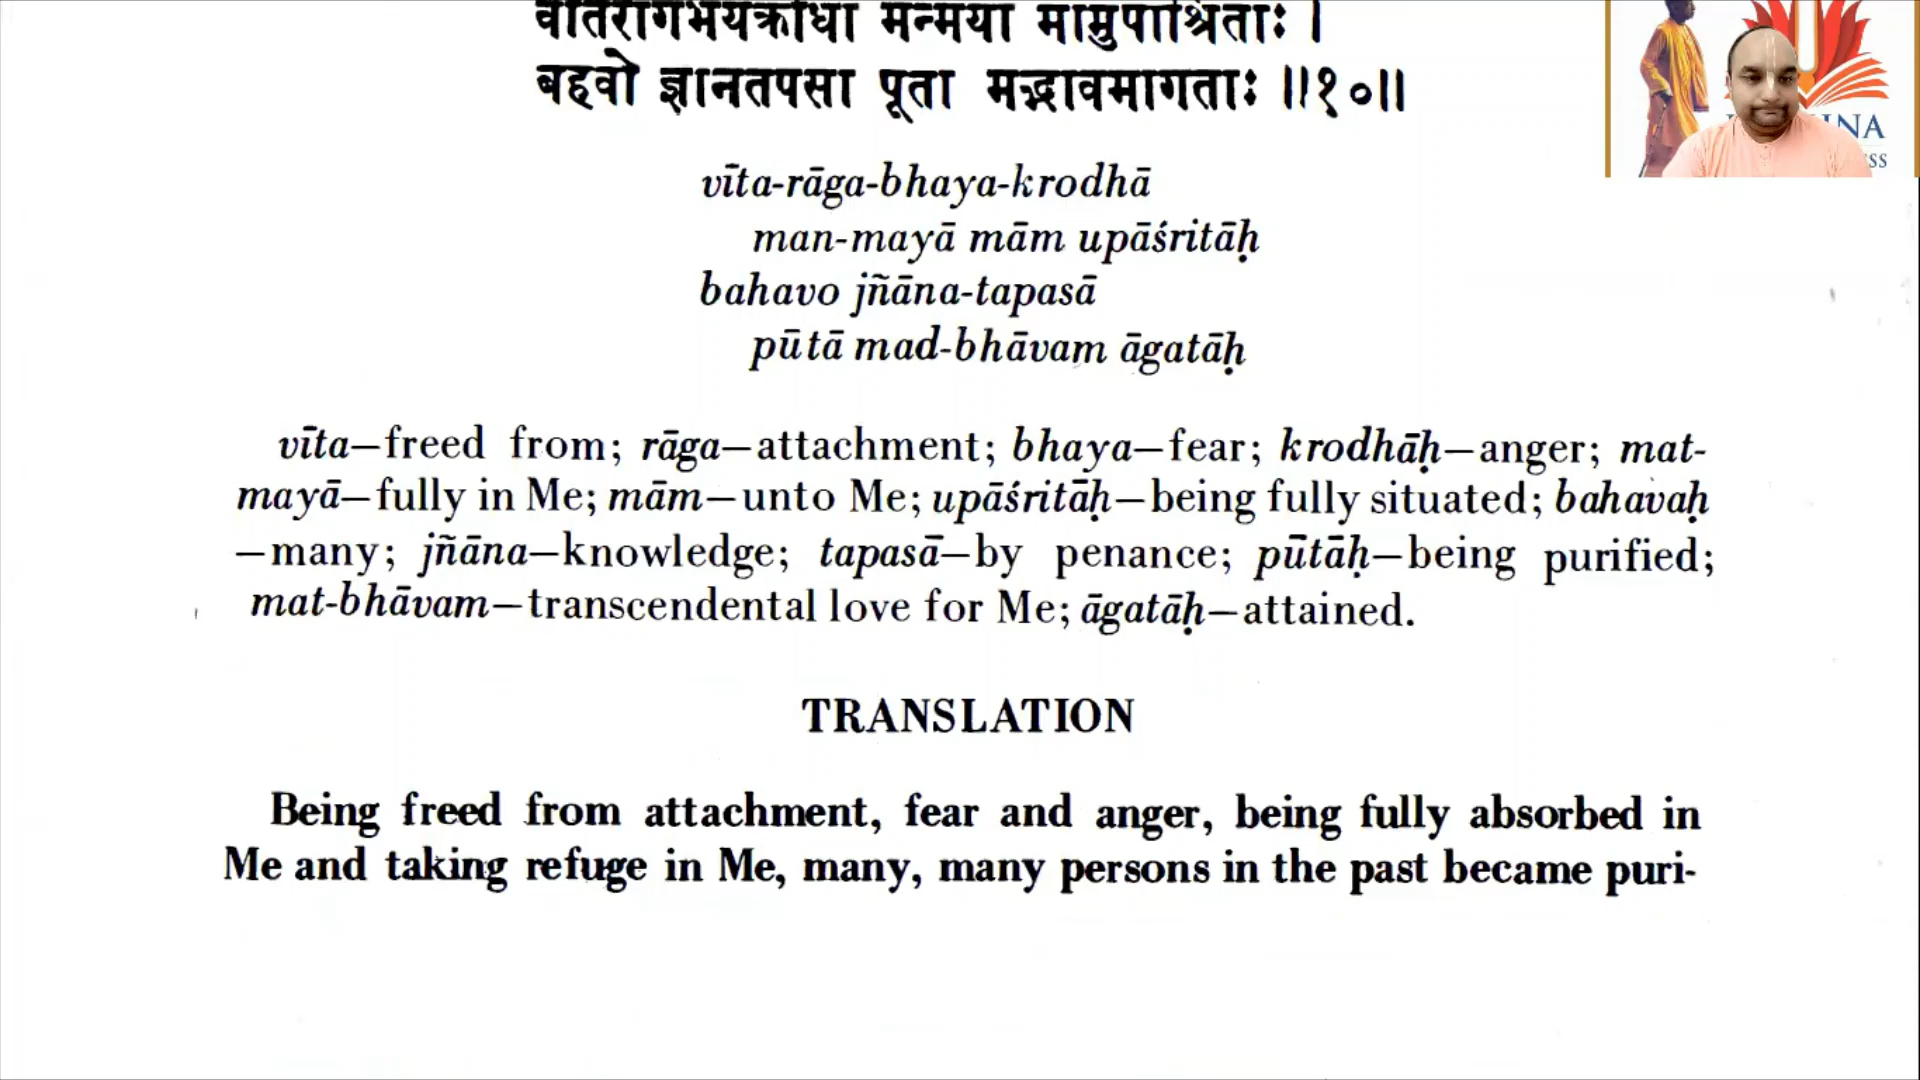 वीतरागभयक्रोधा मन्मया मामुपाश्रिताः ।
बहवो ज्ञानतपसा पूता मद्भावमागताः ॥१०॥
vīta-rāga-bhaya-krodhā
man-mayā mām upāśritāḥ
bahavo jñāna-tapasā
pūtā mad-bhāvam āgatāḥ
vīta—freed from; rāga—attachment; bhaya—fear; krodhāḥ—anger; mat-
mayā—fully in Me; mām—unto Me; upāśritāḥ—being fully situated; bahavaḥ
—many; jñāna—knowledge; tapasā—by penance; pūtāḥ—being purified;
mat-bhāvam—transcendental love for Me; āgatāḥ—attained.
TRANSLATION
Being freed from attachment, fear and anger, being fully absorbed in
Me and taking refuge in Me, many, many persons in the past became puri-